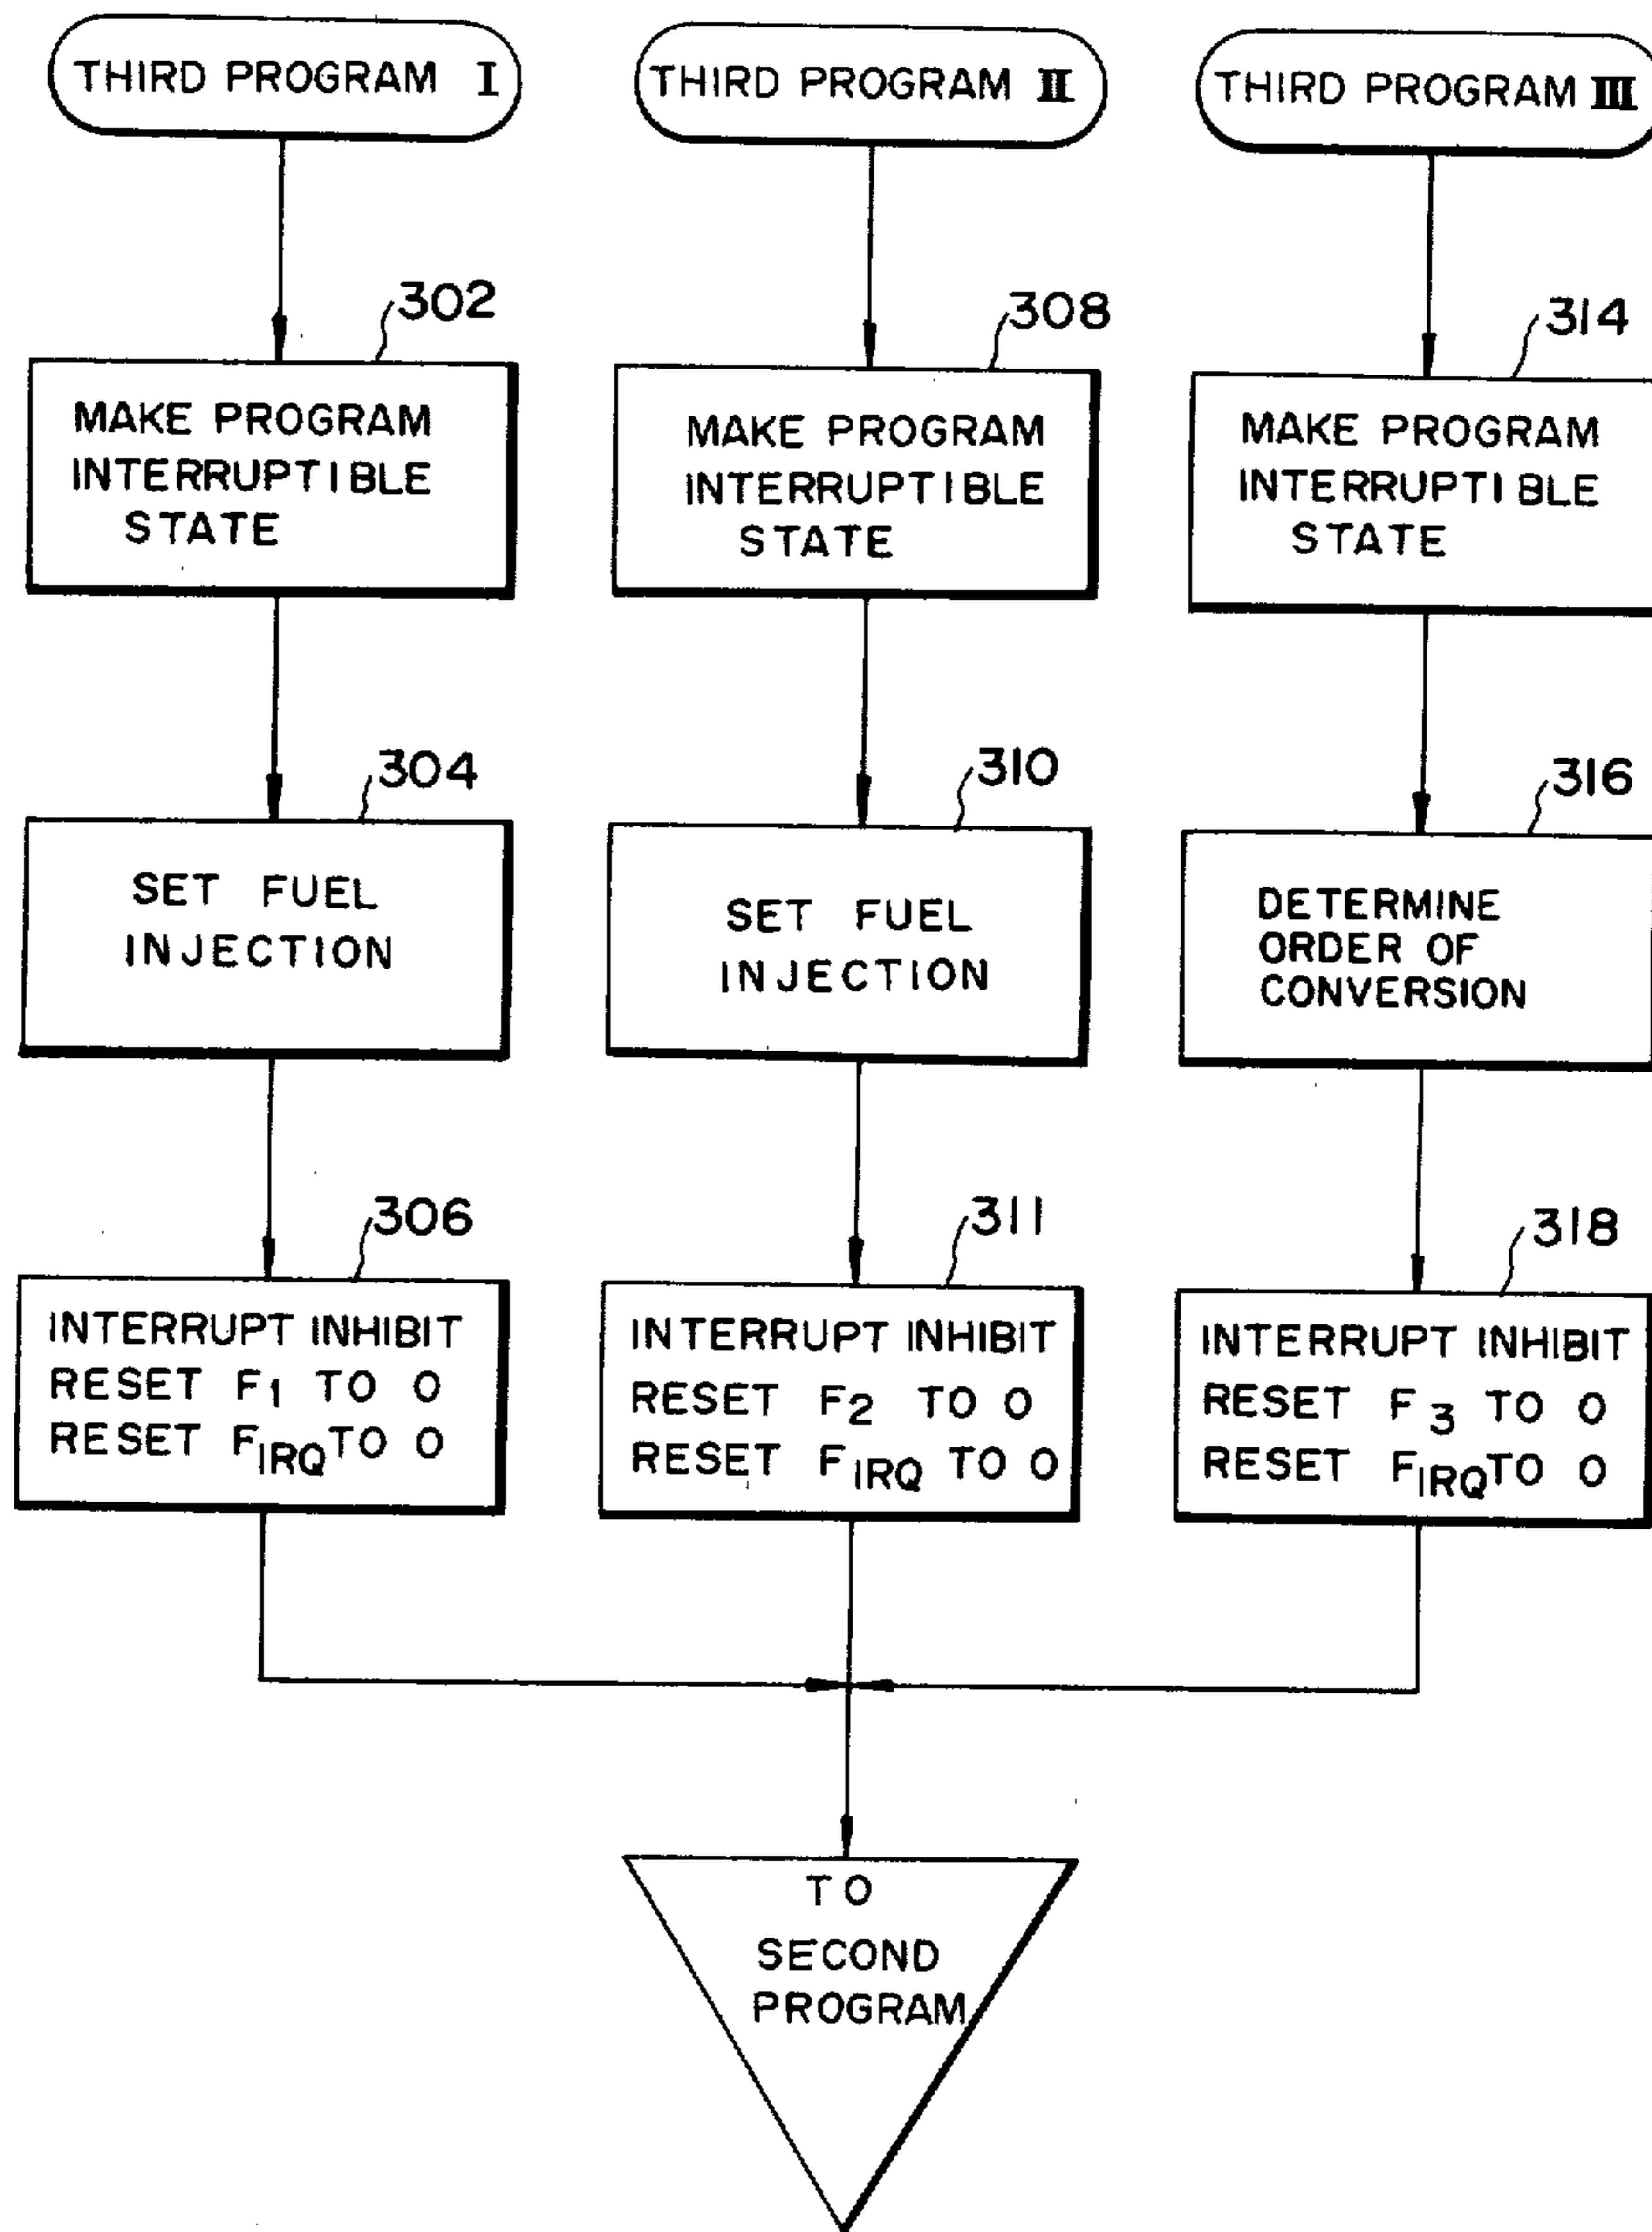 THIRD PROGRAM I
302
MAKE PROGRAM
INTERRUPTIBLE
STATE
304
SET FUEL
INJECTION
306
INTERRUPT INHIBIT
RESET F1 TO 0
RESET FIRQ TO 0
THIRD PROGRAM II
308
MAKE PROGRAM
INTERRUPTIBLE
STATE
310
SET FUEL
INJECTION
311
INTERRUPT INHIBIT
RESET F2 TO 0
RESET FIRQ TO 0
THIRD PROGRAM III
314
MAKE PROGRAM
INTERRUPTIBLE
STATE
316
DETERMINE
ORDER OF
CONVERSION
318
INTERRUPT INHIBIT
RESET F3 TO 0
RESET FIRQ TO 0
TO
SECOND
PROGRAM